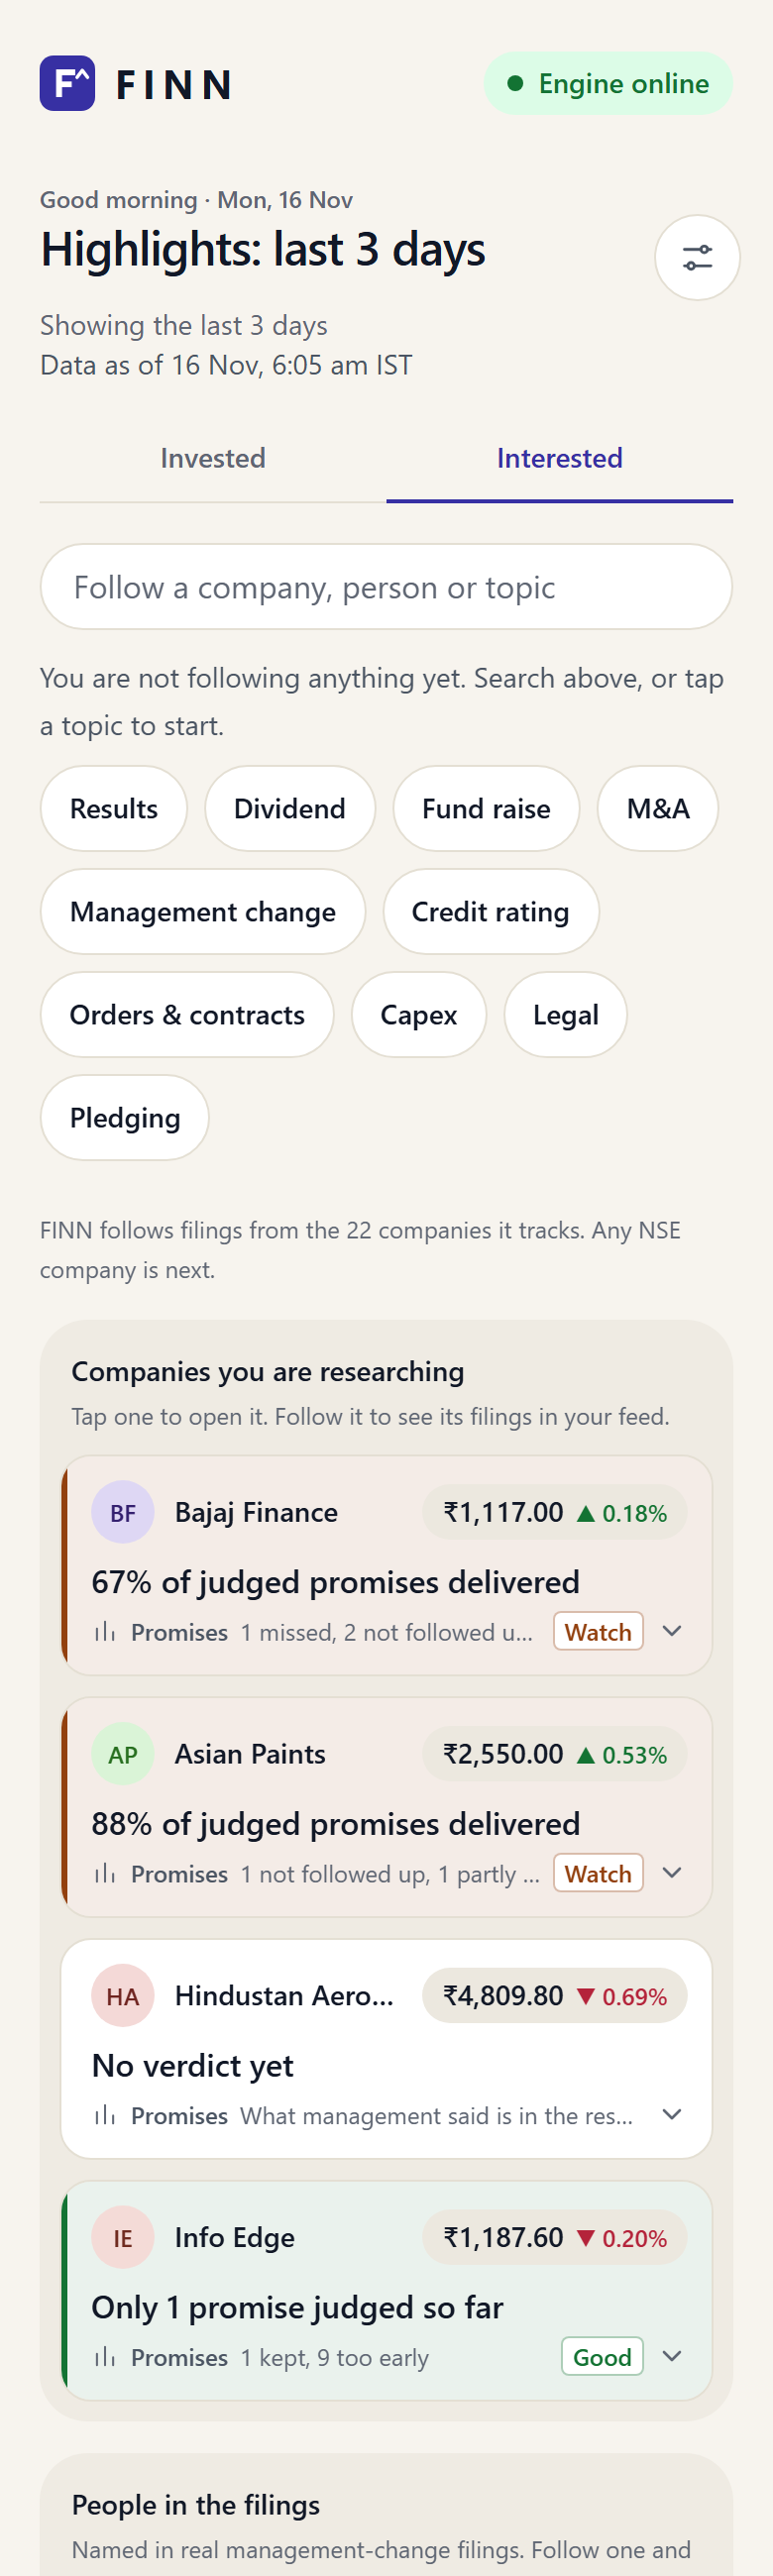 F^ FINN
Engine online
Good morning · Mon, 16 Nov
Highlights: last 3 days
Showing the last 3 days
Data as of 16 Nov, 6:05 am IST
Invested Interested
Follow a company, person or topic
You are not following anything yet. Search above, or tap
a topic to start.
Results Dividend Fund raise M&A
Management change Credit rating
Orders & contracts Capex Legal
Pledging
FINN follows filings from the 22 companies it tracks. Any NSE
company is next.
Companies you are researching
Tap one to open it. Follow it to see its filings in your feed.
BF Bajaj Finance ₹1,117.00 ▲ 0.18%
67% of judged promises delivered
Promises 1 missed, 2 not followed u... Watch
AP Asian Paints ₹2,550.00 ▲ 0.53%
88% of judged promises delivered
Promises 1 not followed up, 1 partly ... Watch
HA Hindustan Aero... ₹4,809.80 ▼ 0.69%
No verdict yet
Promises What management said is in the res...
IE Info Edge ₹1,187.60 ▼ 0.20%
Only 1 promise judged so far
Promises 1 kept, 9 too early Good
People in the filings
Named in real management-change filings. Follow one and